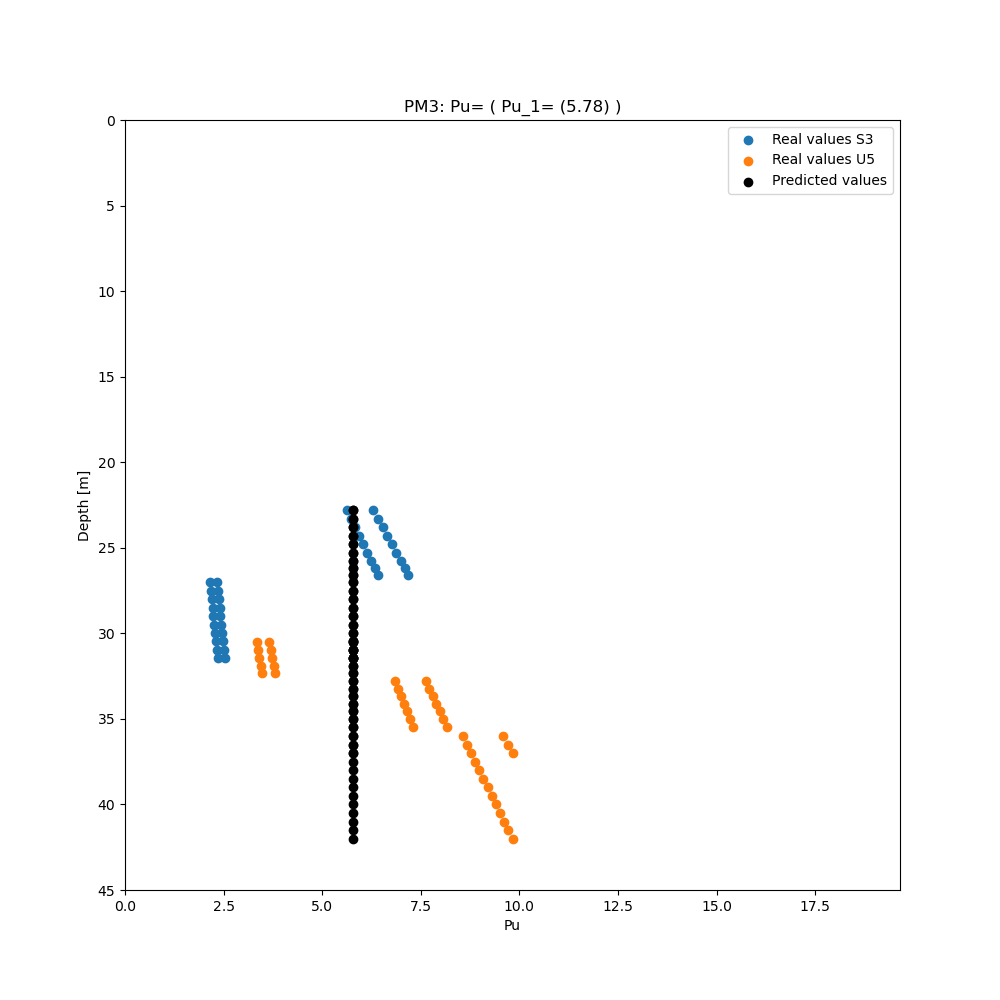 PM3: Pu= ( Pu_1= (5.78) )
Real values S3
Real values U5
Predicted values
0
5
10
15
20
25
30
35
40
45
Depth [m]
0.0 2.5 5.0 7.5 10.0 12.5 15.0 17.5
Pu